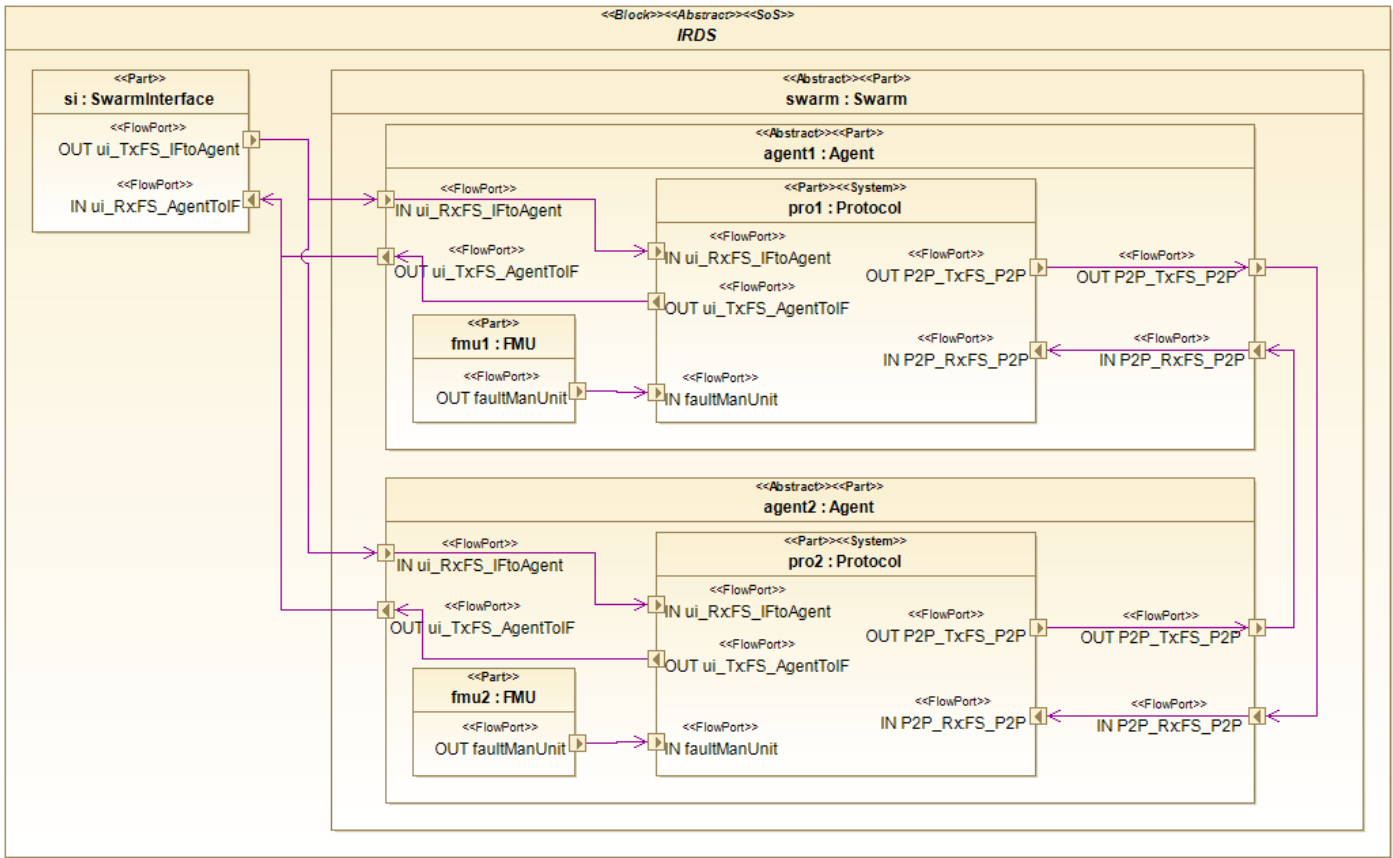 <<Block>><<Abstract>><<SoS>>
IRDS
<<Part>>
si : SwarmInterface
<<FlowPort>>
OUT ui_Tx:FS_IFtoAgent
<<FlowPort>>
IN ui_Rx:FS_AgentToIF
<<Abstract>><<Part>>
swarm : Swarm
<<Abstract>><<Part>>
agent1 : Agent
<<FlowPort>>
IN ui_Rx:FS_IFtoAgent
<<FlowPort>>
OUT ui_Tx:FS_AgentToIF
<<Part>><<System>>
pro1 : Protocol
<<FlowPort>>
IN ui_Rx:FS_IFtoAgent
<<FlowPort>>
OUT ui_Tx:FS_AgentToIF
<<FlowPort>>
OUT P2P_Tx:FS_P2P
<<FlowPort>>
OUT P2P_Tx:FS_P2P
<<FlowPort>>
IN P2P_Rx:FS_P2P
<<FlowPort>>
IN P2P_Rx:FS_P2P
<<Part>>
fmu1 : FMU
<<FlowPort>>
OUT faultManUnit
<<FlowPort>>
IN faultManUnit
<<Abstract>><<Part>>
agent2 : Agent
<<FlowPort>>
IN ui_Rx:FS_IFtoAgent
<<FlowPort>>
OUT ui_Tx:FS_AgentToIF
<<Part>><<System>>
pro2 : Protocol
<<FlowPort>>
IN ui_Rx:FS_IFtoAgent
<<FlowPort>>
OUT ui_Tx:FS_AgentToIF
<<FlowPort>>
OUT P2P_Tx:FS_P2P
<<FlowPort>>
OUT P2P_Tx:FS_P2P
<<FlowPort>>
IN P2P_Rx:FS_P2P
<<FlowPort>>
IN P2P_Rx:FS_P2P
<<Part>>
fmu2 : FMU
<<FlowPort>>
OUT faultManUnit
<<FlowPort>>
IN faultManUnit